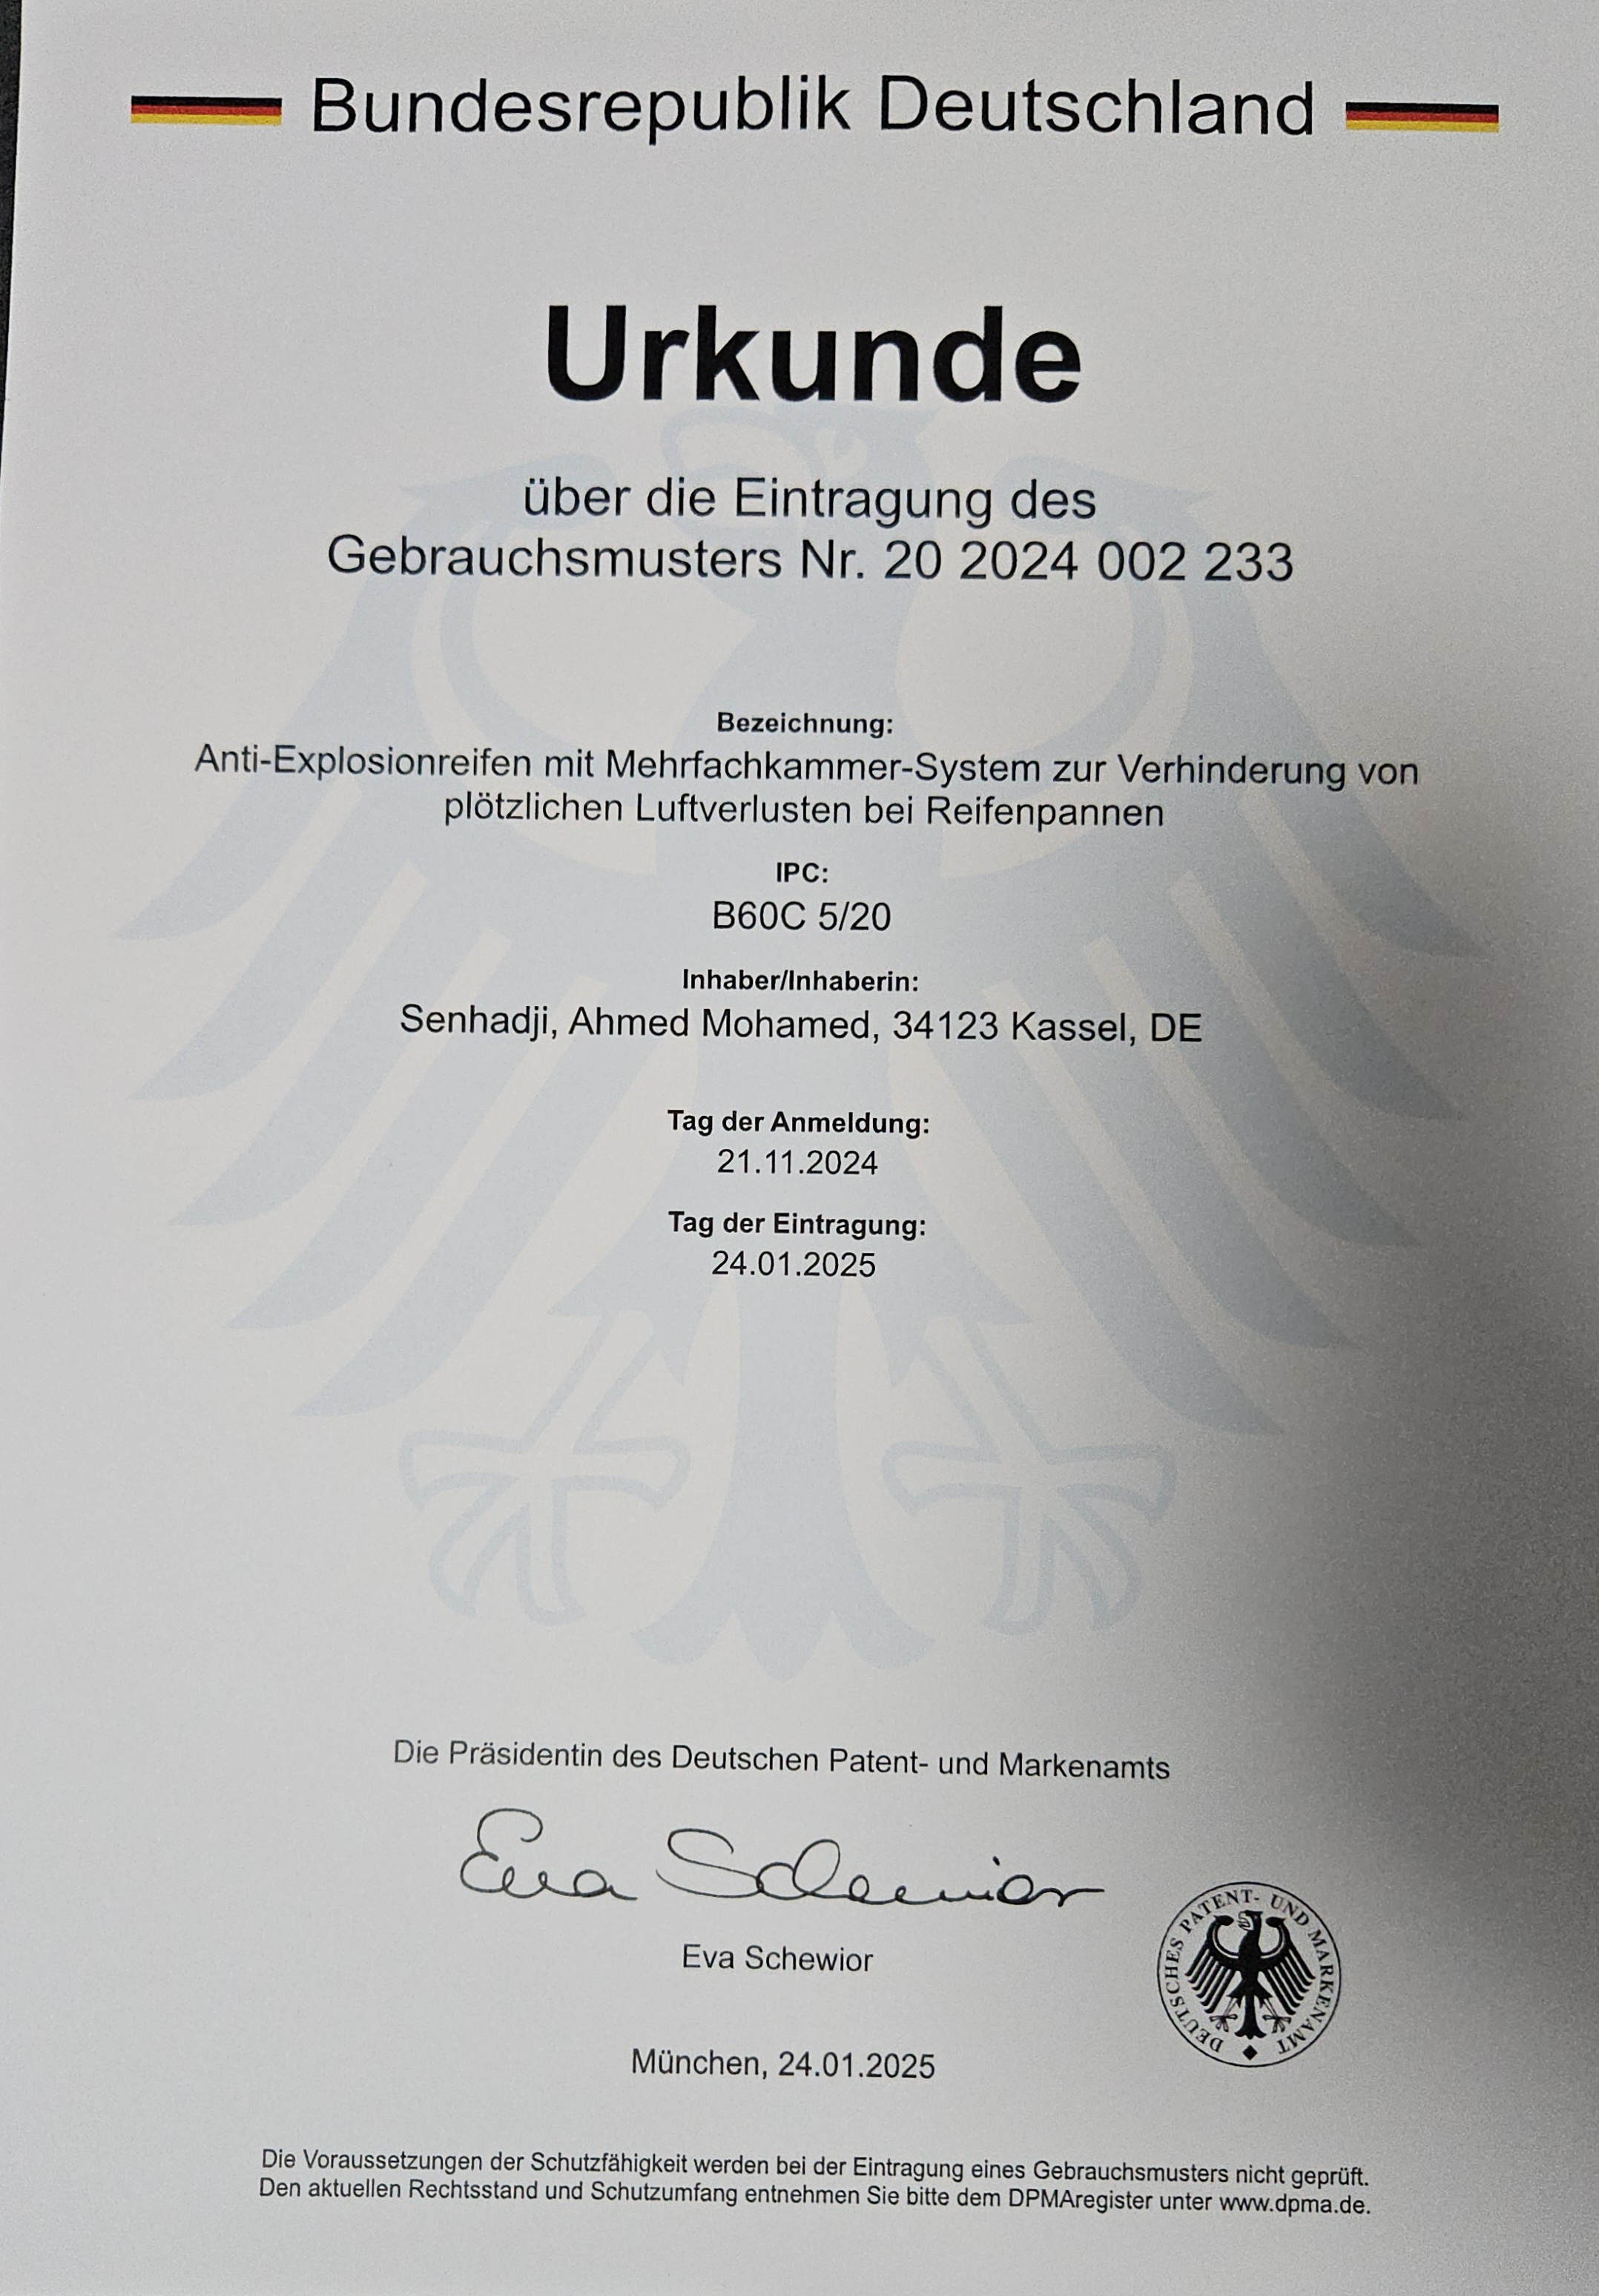 Bundesrepublik Deutschland
Urkunde
über die Eintragung des
Gebrauchsmusters Nr. 20 2024 002 233
Bezeichnung:
Anti-Explosionreifen mit Mehrfachkammer-System zur Verhinderung von
plötzlichen Luftverlusten bei Reifenpannen
IPC:
B60C 5/20
Inhaber/Inhaberin:
Senhadji, Ahmed Mohamed, 34123 Kassel, DE
Tag der Anmeldung:
21.11.2024
Tag der Eintragung:
24.01.2025
Die Präsidentin des Deutschen Patent- und Markenamts
Eva Schewior
Eva Schewior
DEUTSCHES PATENT- UND MARKENAMT
München, 24.01.2025
Die Voraussetzungen der Schutzfähigkeit werden bei der Eintragung eines Gebrauchsmusters nicht geprüft.
Den aktuellen Rechtsstand und Schutzumfang entnehmen Sie bitte dem DPMAregister unter www.dpma.de.